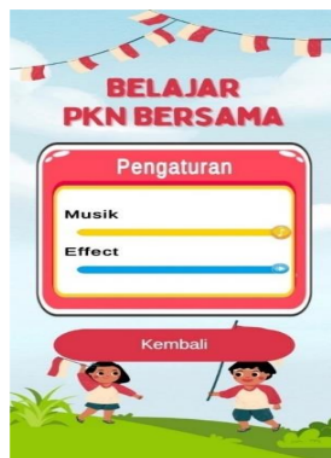 BELAJAR
PKN BERSAMA
Pengaturan
Musik
Effect
Kembali